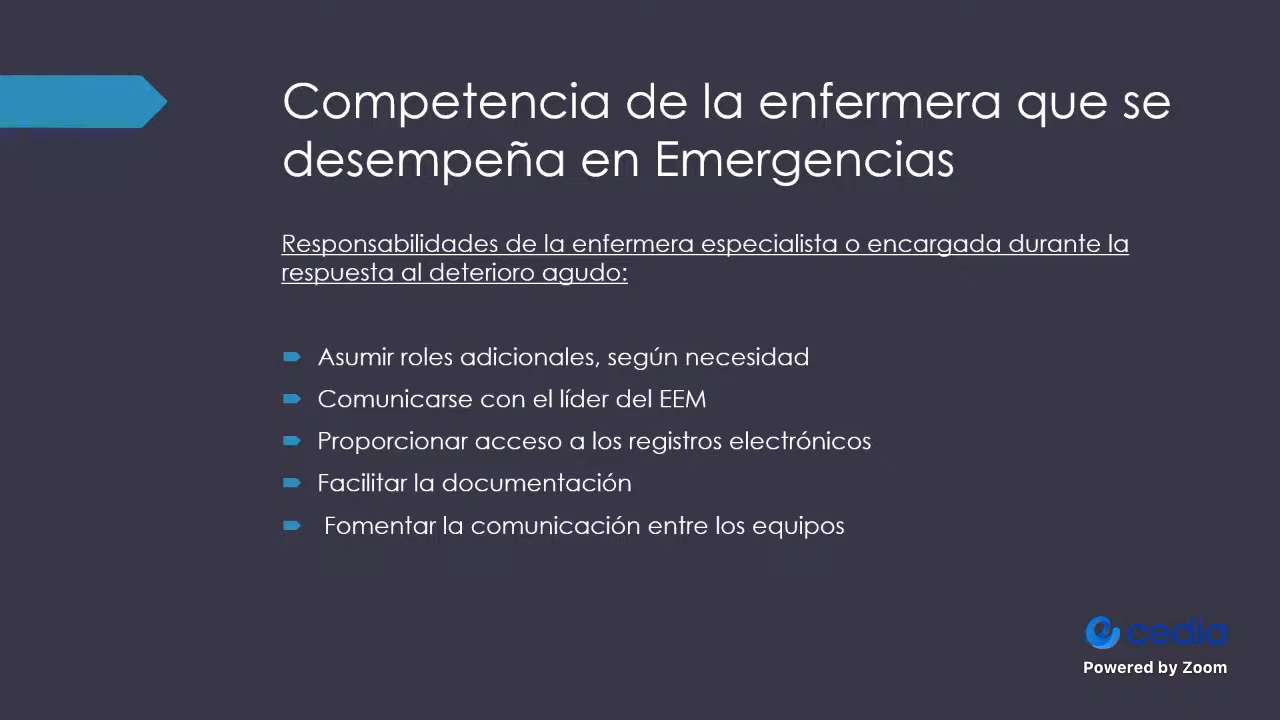 Competencia de la enfermera que se
desempeña en Emergencias
Responsabilidades de la enfermera especialista o encargada durante la
respuesta al deterioro agudo:
Asumir roles adicionales, según necesidad
Comunicarse con el líder del EEM
Proporcionar acceso a los registros electrónicos
Facilitar la documentación
Fomentar la comunicación entre los equipos
cedia
Powered by Zoom